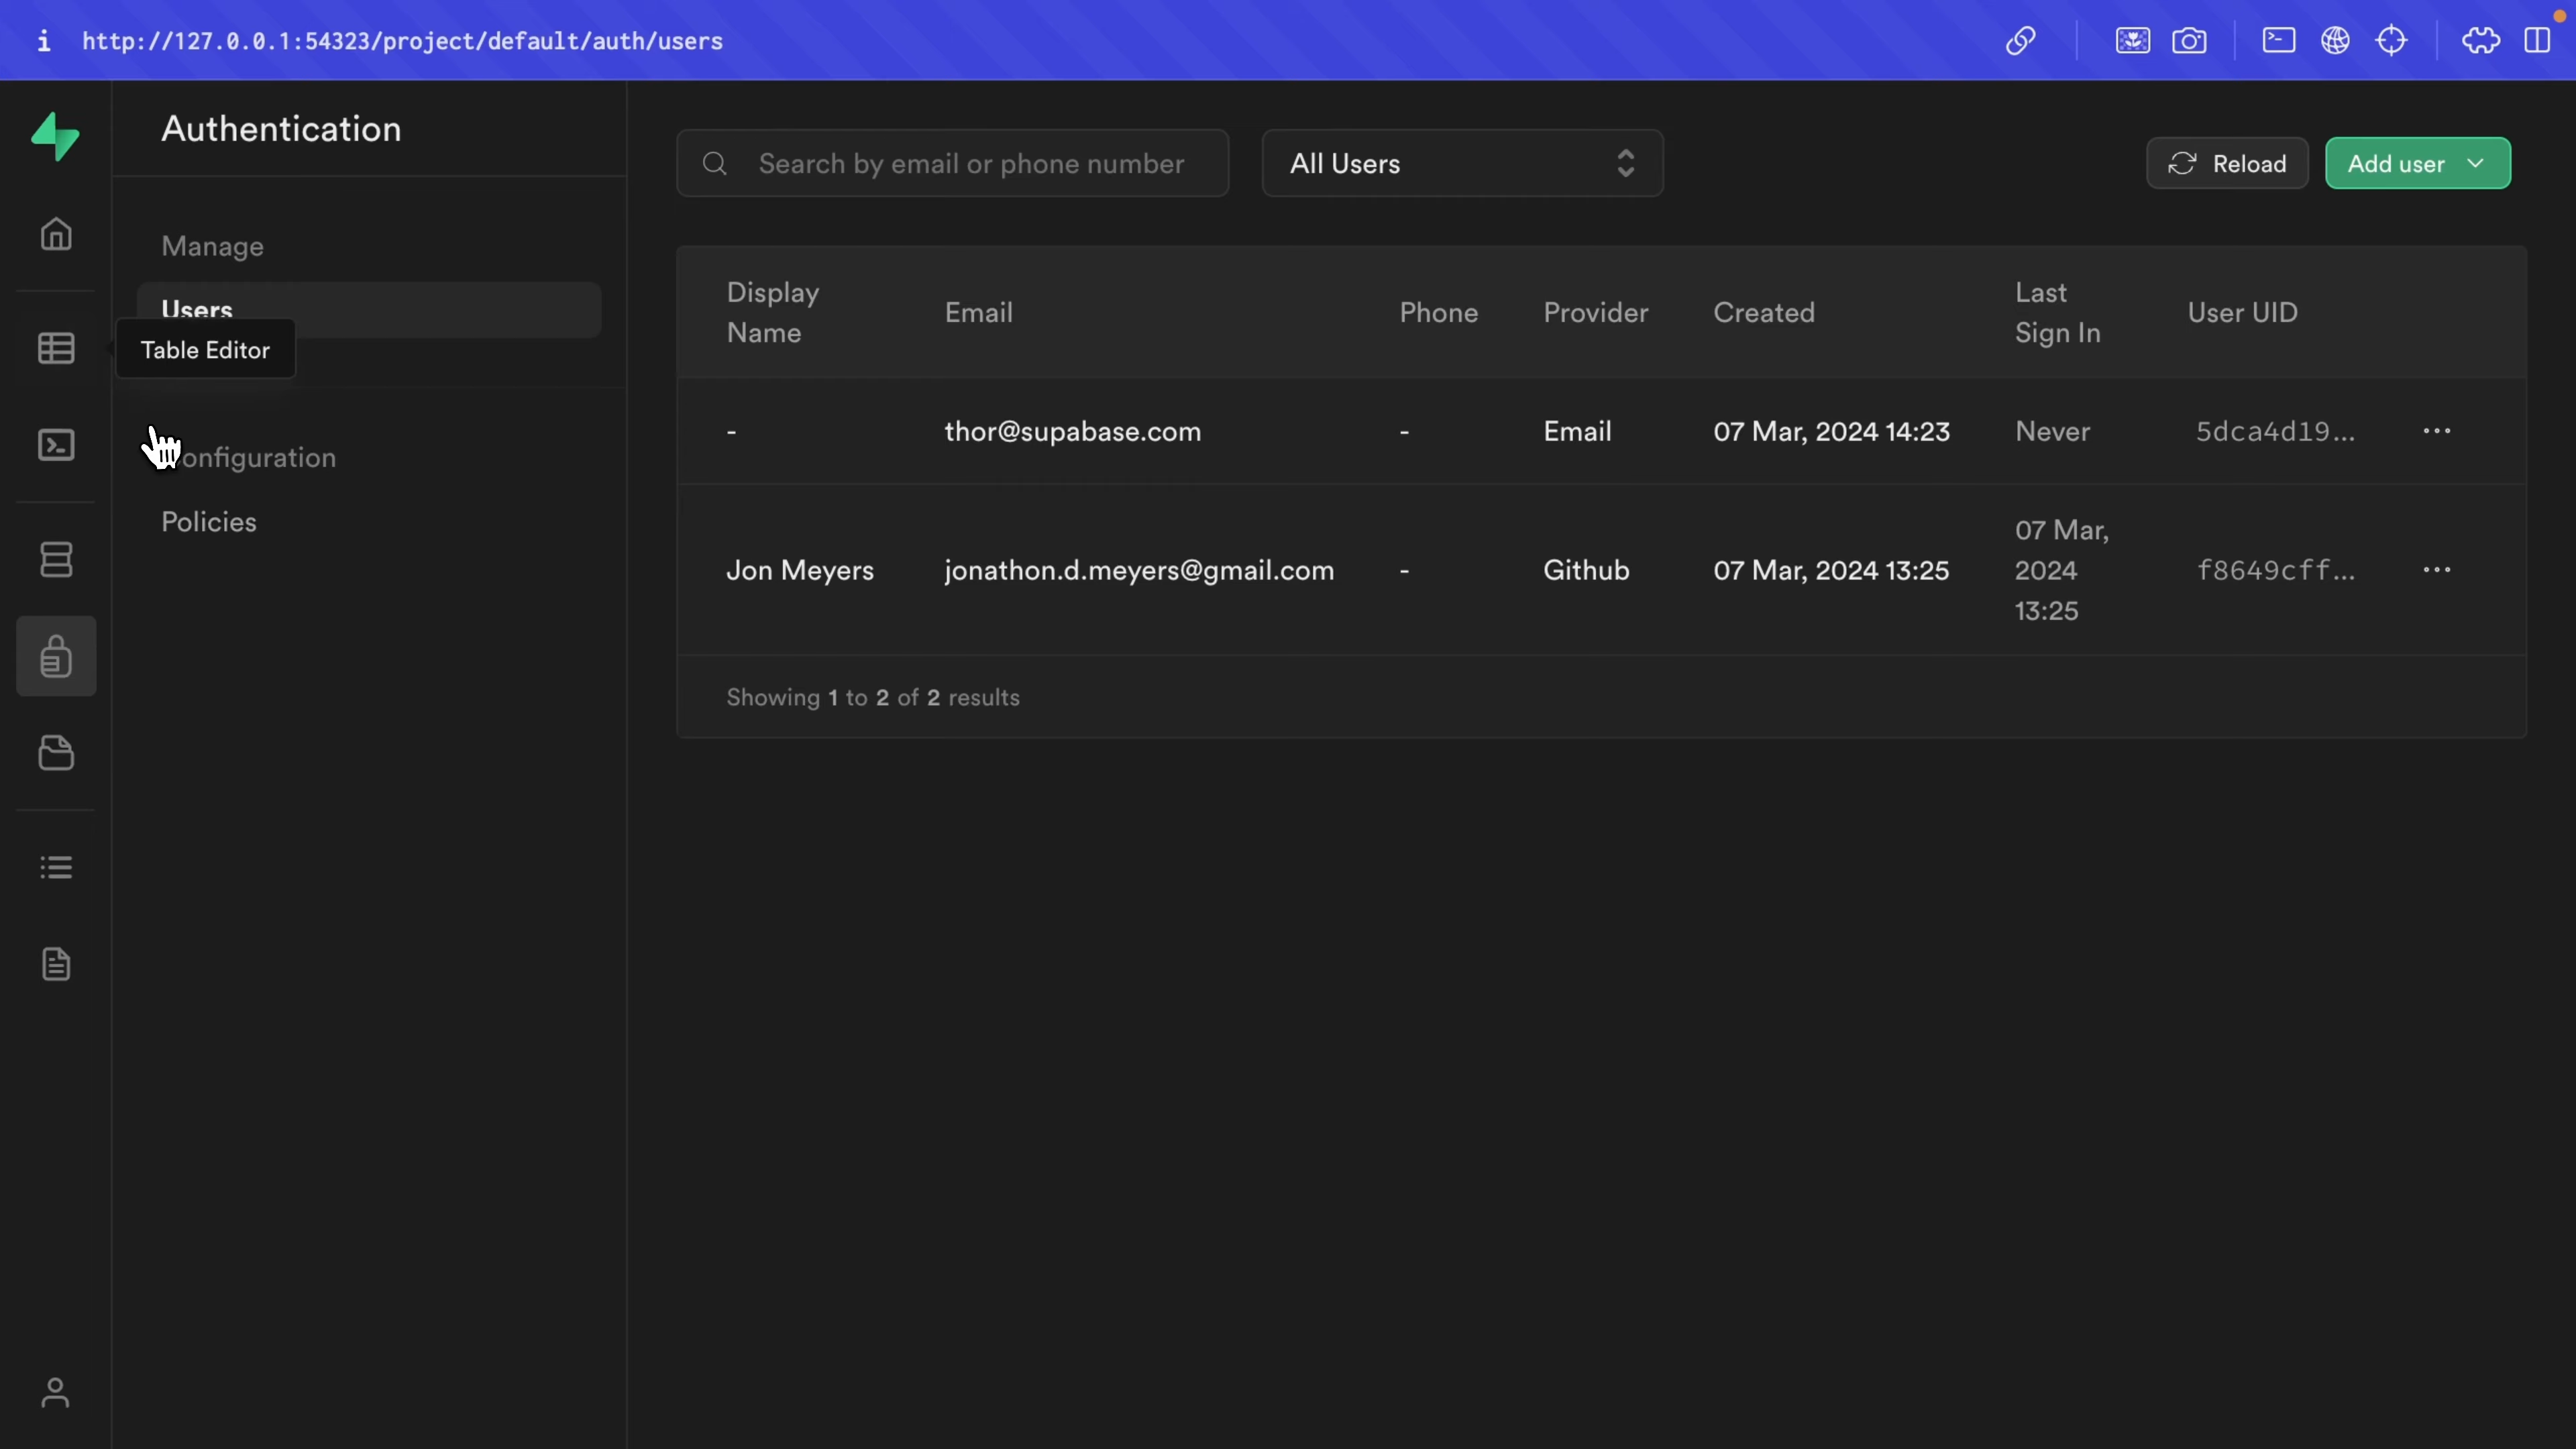 i http://127.0.0.1:54323/project/default/auth/users
Authentication
Manage
Users
Table Editor
onfiguration
Policies
Search by email or phone number
All Users
Reload
Add user
Display Name Email Phone Provider Created Last Sign In User UID
- thor@supabase.com - Email 07 Mar, 2024 14:23 Never 5dca4d19...
Jon Meyers jonathon.d.meyers@gmail.com - Github 07 Mar, 2024 13:25 07 Mar, 2024 13:25 f8649cff...
Showing 1 to 2 of 2 results